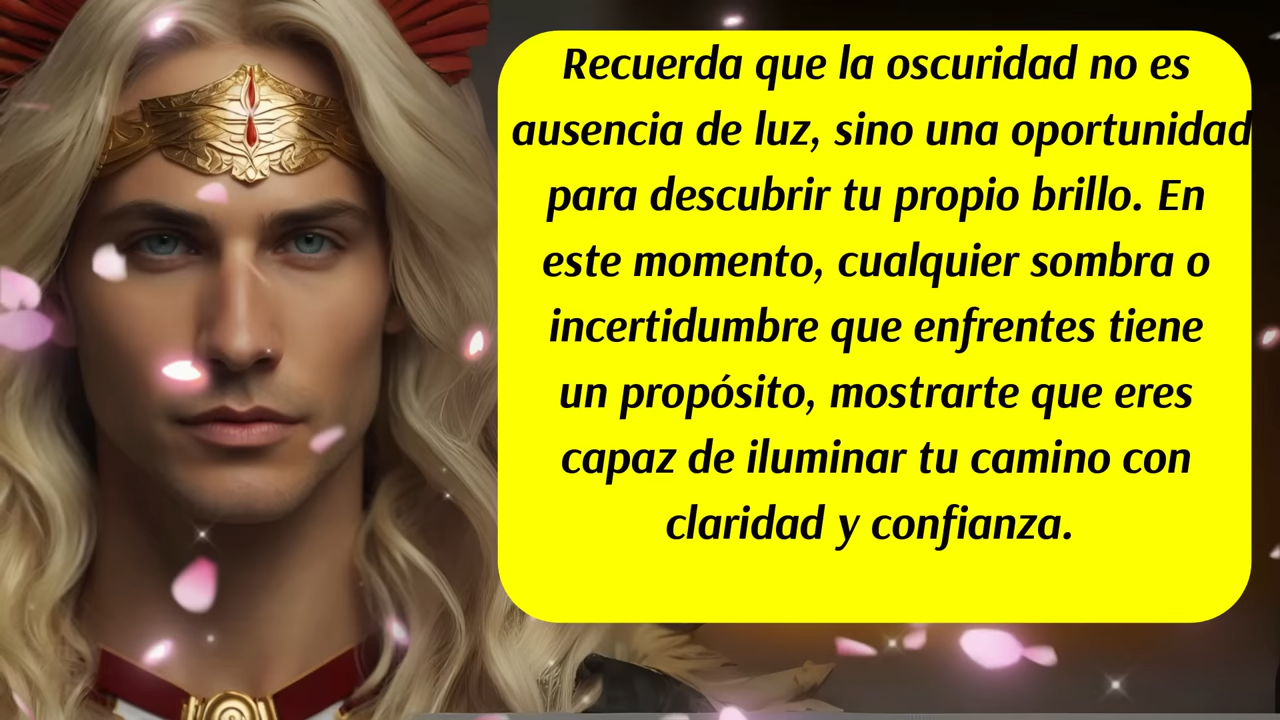 Recuerda que la oscuridad no es
ausencia de luz, sino una oportunidad
para descubrir tu propio brillo. En
este momento, cualquier sombra o
incertidumbre que enfrentes tiene
un propósito, mostrarte que eres
capaz de iluminar tu camino con
claridad y confianza.